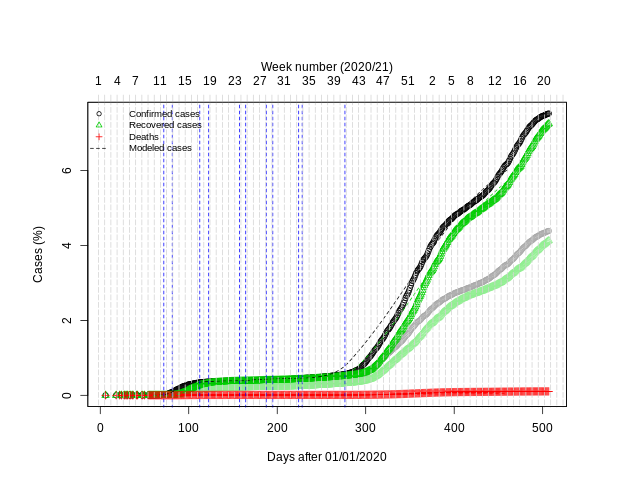 Week number (2020/21)
1 4 7 11 15 19 23 27 31 35 39 43 47 51 2 5 8 12 16 20
Confirmed cases
Recovered cases
Deaths
Modeled cases
Cases (%)
6
4
2
0
0 100 200 300 400 500
Days after 01/01/2020